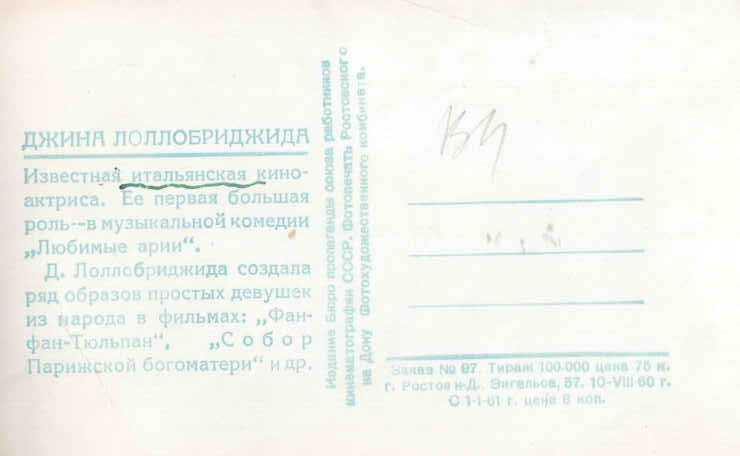 ДЖИНА ЛОЛЛОБРИДЖИДА
Известная итальянская кино-
актриса. Ее первая большая
роль--в музыкальной комедии
„Любимые арии“.
Д. Лоллобриджида создала
ряд образов простых девушек
из народа в фильмах: „Фан-
фан-Тюльпан“, „Собор
Парижской богоматери“ и др.
Издание Бюро пропаганды союза работников
кинематографии СССР. Фотопечать Ростовского
на Дону Фотохудожественного комбината.
Заказ № 97. Тираж 100.000 цена 75 к.
г. Ростов н-Д. Энгельса, 57. 10-VIII-60 г.
С 1-I-61 г. цена 8 коп.